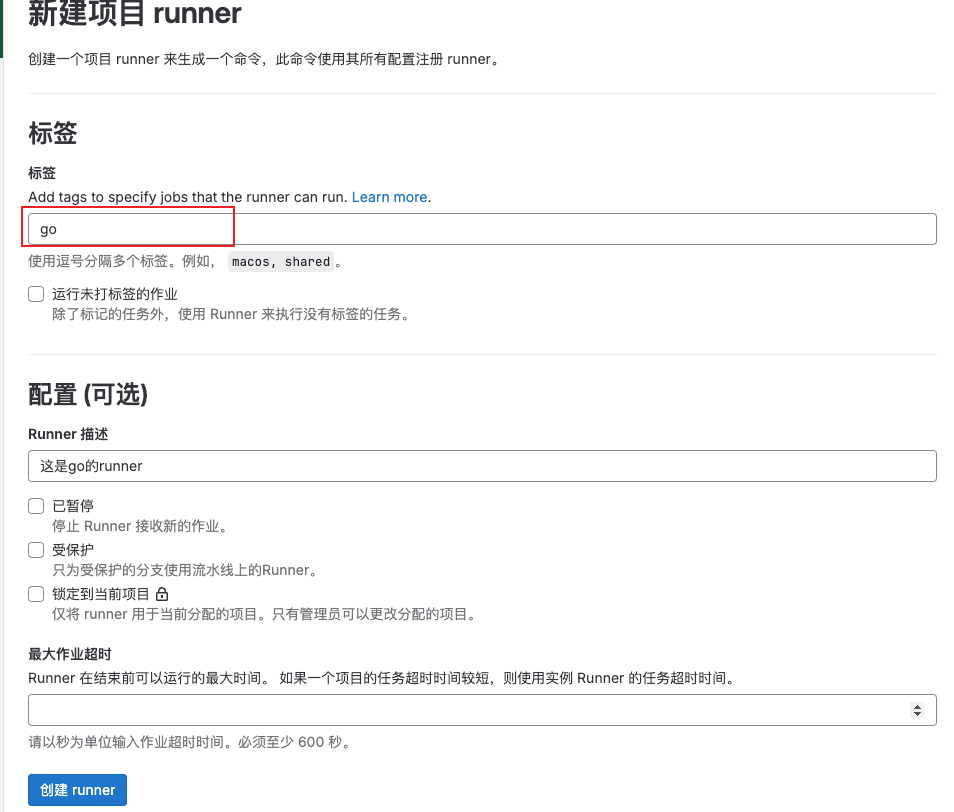 新建项目 runner
创建一个项目 runner 来生成一个命令，此命令使用其所有配置注册 runner。
标签
标签
Add tags to specify jobs that the runner can run. Learn more.
go
使用逗号分隔多个标签。例如， macos, shared 。
运行未打标签的作业
除了标记的任务外，使用 Runner 来执行没有标签的任务。
配置 (可选)
Runner 描述
这是go的runner
已暂停
停止 Runner 接收新的作业。
受保护
只为受保护的分支使用流水线上的Runner。
锁定到当前项目
仅将 runner 用于当前分配的项目。只有管理员可以更改分配的项目。
最大作业超时
Runner 在结束前可以运行的最大时间。 如果一个项目的任务超时时间较短，则使用实例 Runner 的任务超时时间。
请以秒为单位输入作业超时时间。必须至少 600 秒。
创建 runner